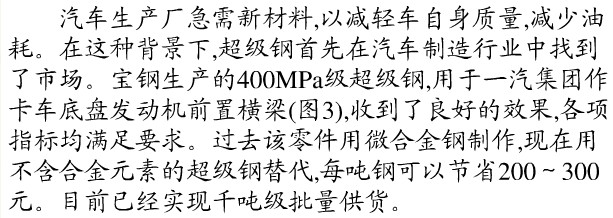 汽车生产厂急需新材料,以减轻车自身质量,减少油
耗。在这种背景下,超级钢首先在汽车制造行业中找到
了市场。宝钢生产的400MPa级超级钢,用于一汽集团作
卡车底盘发动机前置横梁(图3),收到了良好的效果,各项
指标均满足要求。过去该零件用微合金钢制作,现在用
不含合金元素的超级钢替代,每吨钢可以节省200~300
元。目前已经实现千吨级批量供货。